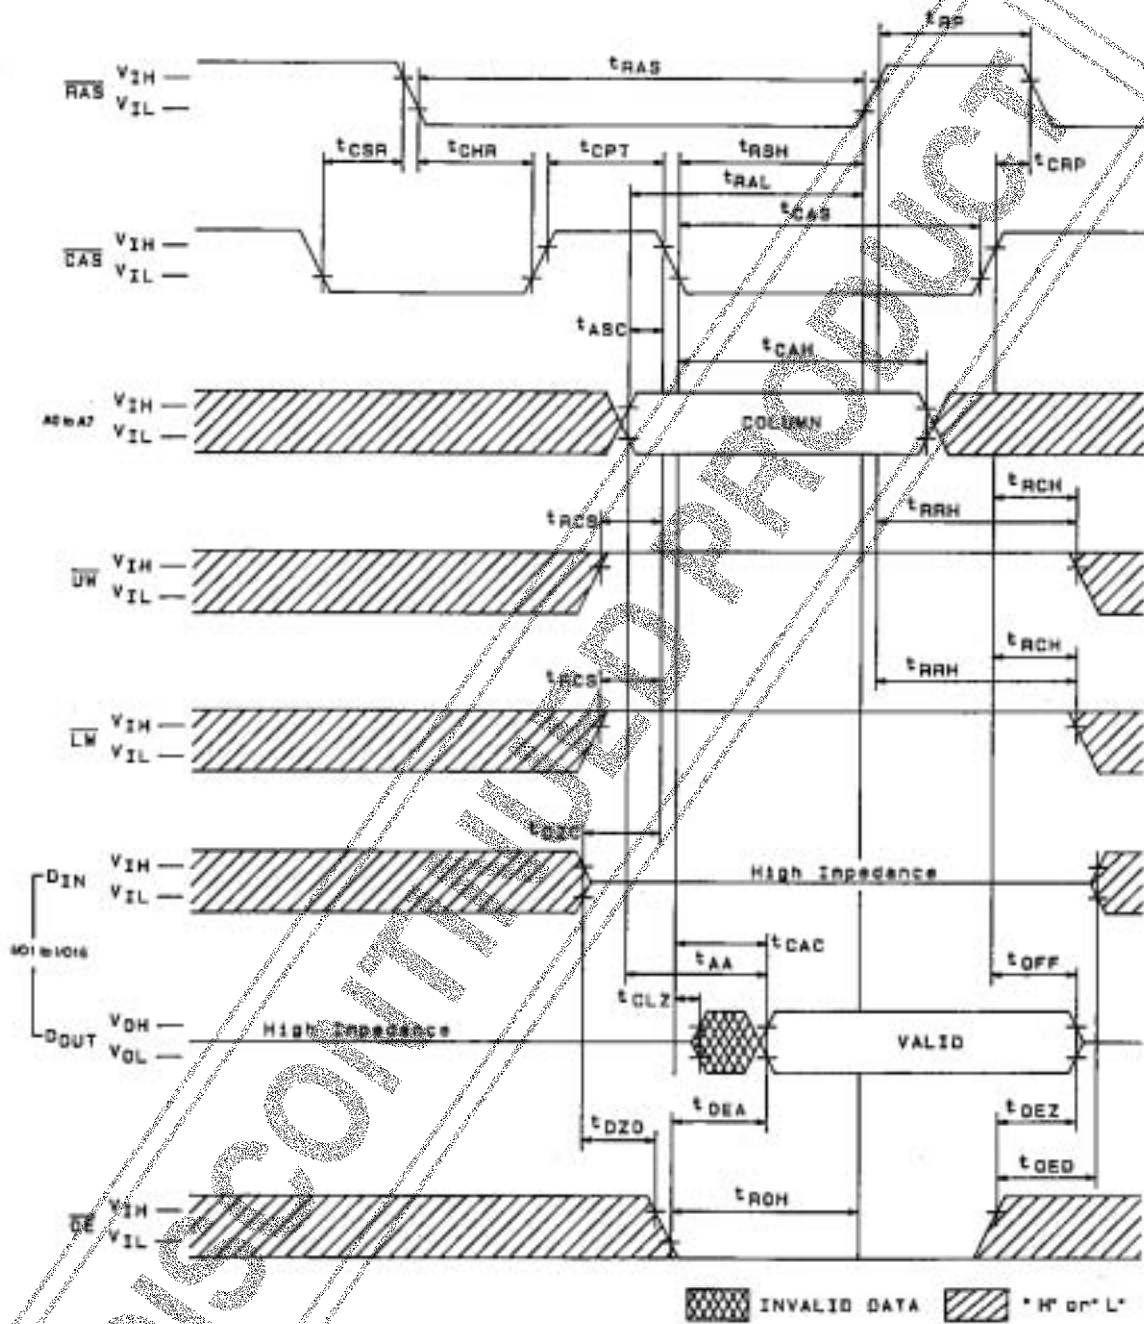 tRP
RAS VIH
VIL
tRAS
tCSR tCHR tCPT tRSH tCRP
tRAL
tCAS
CAS VIH
VIL
tASC
tCAH
A0 to A7 VIH
VIL
COLUMN
tRCH
tRCS tRRH
UW VIH
VIL
tRCH
tRCS tRRH
LW VIH
VIL
tDZC
DIN VIH
VIL
High Impedance
I/O1 to I/O16
tCAC
tAA tOFF
tCLZ
DOUT VOH
VOL
High Impedance
VALID
tDZO tOEA tOEZ
tOED
tROH
OE VIH
VIL
INVALID DATA "H" or "L"
DISCONTINUED PRODUCT